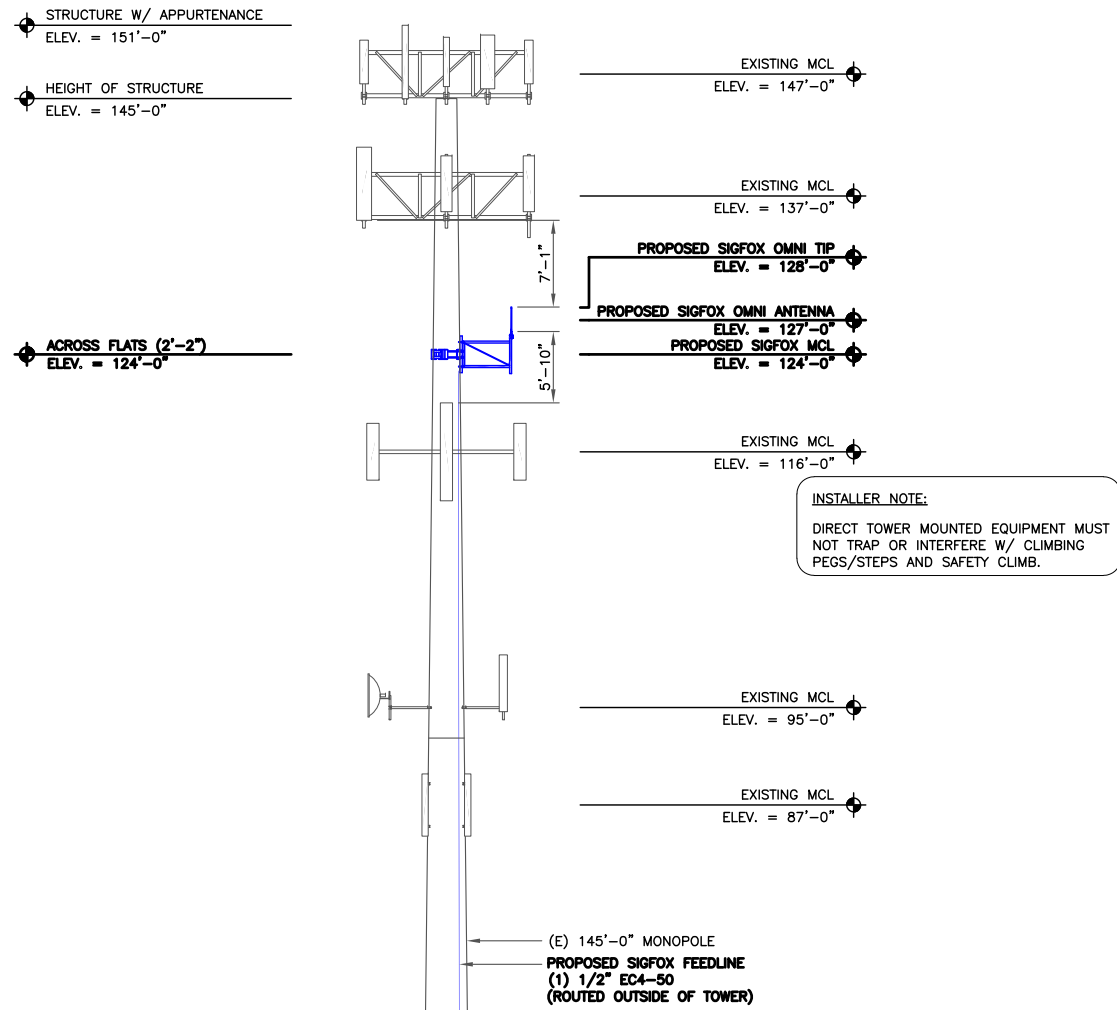 STRUCTURE W/ APPURTENANCE
ELEV. = 151'-0"
HEIGHT OF STRUCTURE
ELEV. = 145'-0"
EXISTING MCL
ELEV. = 147'-0"
EXISTING MCL
ELEV. = 137'-0"
7'-1"
PROPOSED SIGFOX OMNI TIP
ELEV. = 128'-0"
PROPOSED SIGFOX OMNI ANTENNA
ELEV. = 127'-0"
ACROSS FLATS (2'-2")
ELEV. = 124'-0"
PROPOSED SIGFOX MCL
ELEV. = 124'-0"
5'-10"
EXISTING MCL
ELEV. = 116'-0"
INSTALLER NOTE:
DIRECT TOWER MOUNTED EQUIPMENT MUST
NOT TRAP OR INTERFERE W/ CLIMBING
PEGS/STEPS AND SAFETY CLIMB.
EXISTING MCL
ELEV. = 95'-0"
EXISTING MCL
ELEV. = 87'-0"
(E) 145'-0" MONOPOLE
PROPOSED SIGFOX FEEDLINE
(1) 1/2" EC4-50
(ROUTED OUTSIDE OF TOWER)